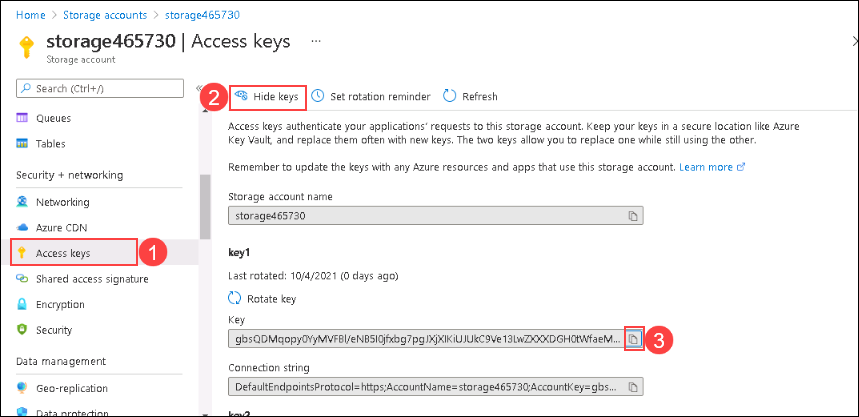 Home > Storage accounts > storage465730
storage465730 | Access keys ...
Storage account
Search (Ctrl+/)
«
Queues
Tables
Security + networking
Networking
Azure CDN
Access keys
1
Shared access signature
Encryption
Security
Data management
Geo-replication
Data protection
2
Hide keys
Set rotation reminder
Refresh
Access keys authenticate your applications' requests to this storage account. Keep your keys in a secure location like Azure
Key Vault, and replace them often with new keys. The two keys allow you to replace one while still using the other.
Remember to update the keys with any Azure resources and apps that use this storage account. Learn more
Storage account name
storage465730
key1
Last rotated: 10/4/2021 (0 days ago)
Rotate key
Key
3
Connection string
DefaultEndpointsProtocol=https;AccountName=storage465730;AccountKey=gbs...
key2